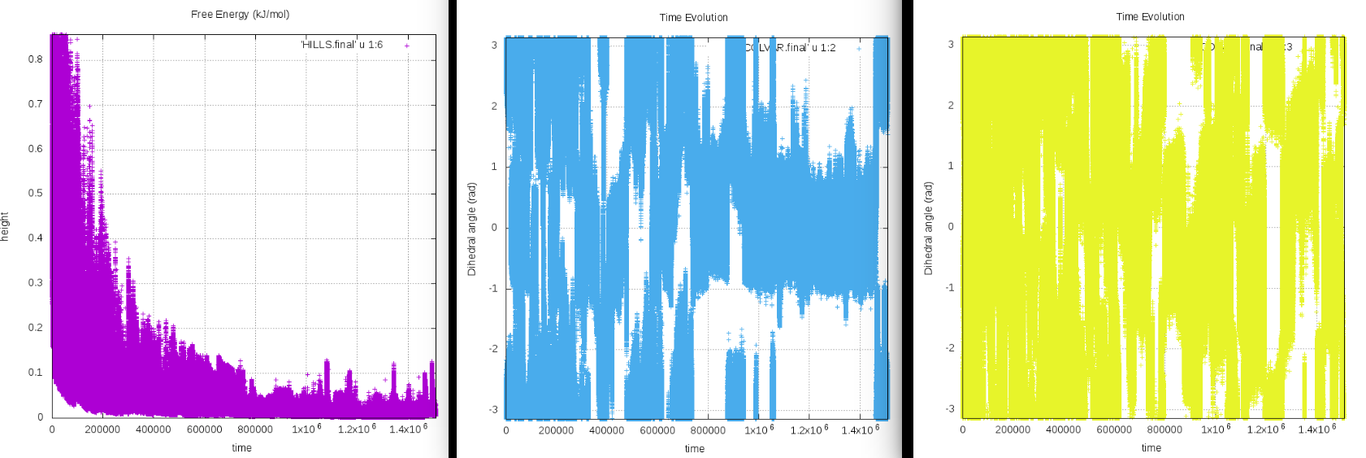 Free Energy (kJ/mol)
'HILLS.final' u 1:6
0.8
0.7
0.6
0.5
0.4
0.3
0.2
0.1
0
height
0 200000 400000 600000 800000 1x10 6 1.2x10 6 1.4x10 6
time
Time Evolution
final' u 1:2
3
2
1
0
-1
-2
-3
Dihedral angle (rad)
0 200000 400000 600000 800000 1x10 6 1.2x10 6 1.4x10 6
time
Time Evolution
3
2
1
0
-1
-2
-3
Dihedral angle (rad)
0 200000 400000 600000 800000 1x10 6 1.2x10 6 1.4x10 6
time